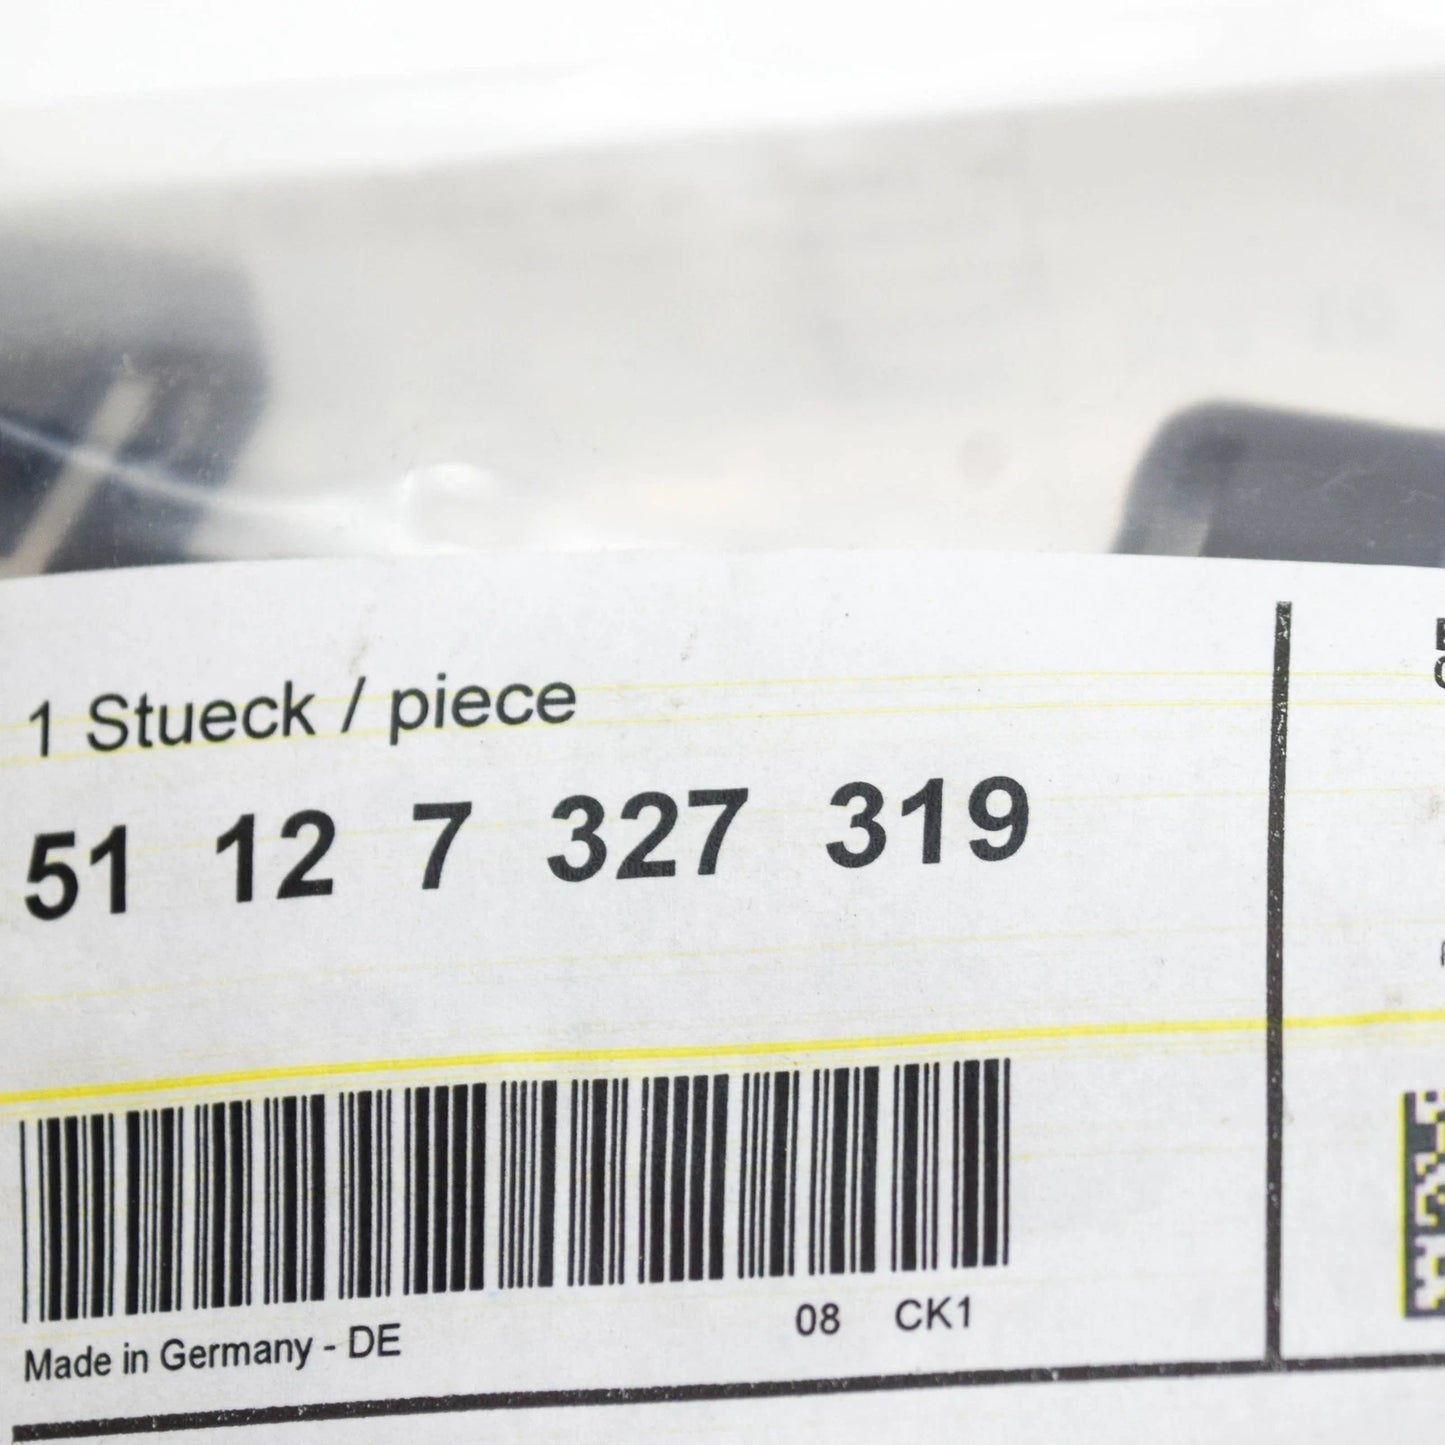 1 Stueck / piece
51 12 7 327 319
08 CK1
Made in Germany - DE